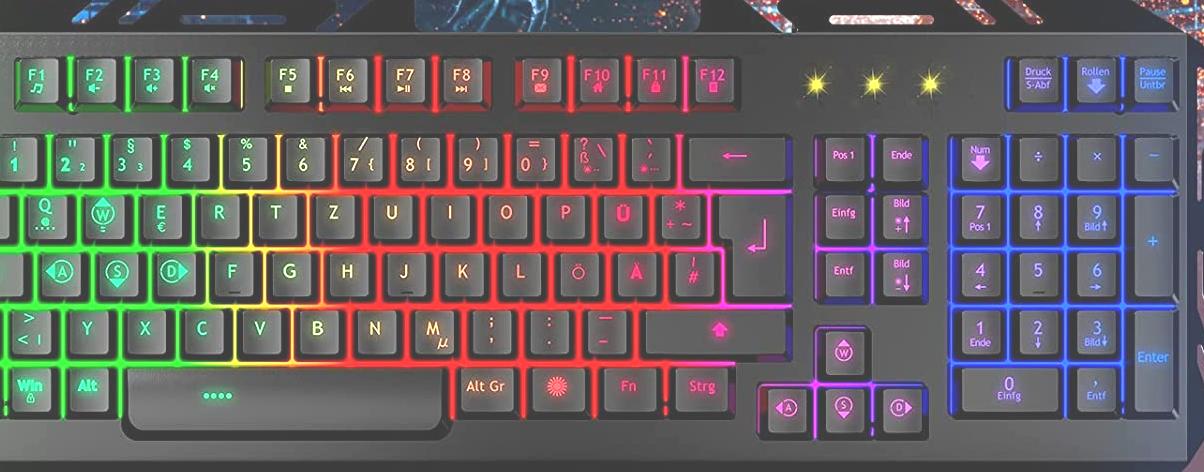 F1 F2 F3 F4 F5 F6 F7 F8 F9 F10 F11 F12 Druck Rollen Pause
S-Abf Untbr
! " § $ % & / ( ) = ? `
1 2 2 3 3 4 5 6 7 { 8 [ 9 ] 0 } ß \ ´ ← Pos 1 Ende Num ÷ × −
Q W E R T Z U I O P Ü * Einfg Bild 7 8 9 +
@ € + ~ Pos 1 ↑ Bild ↑
A S D F G H J K L Ö Ä ' Entf Bild 4 5 6
# ← →
> ; : _ 1 2 3 Enter
< | Y X C V B N M µ , . - W Ende ↓ Bild ↓
Win Alt Alt Gr Fn Strg A S D 0 ,
Einfg Entf